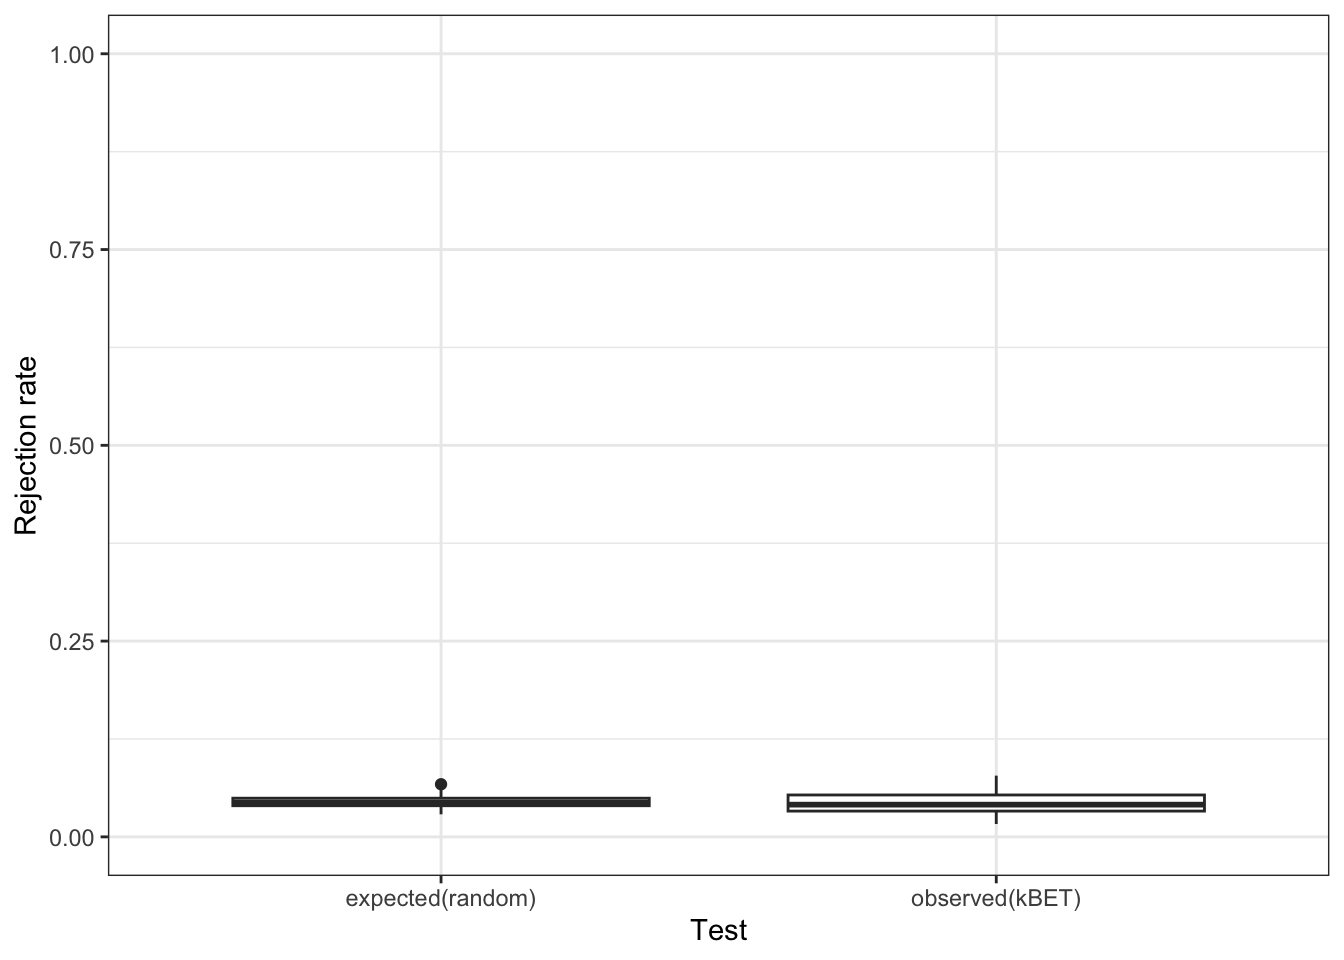 1.00
0.75
0.50
0.25
0.00
Rejection rate
expected(random)
observed(kBET)
Test